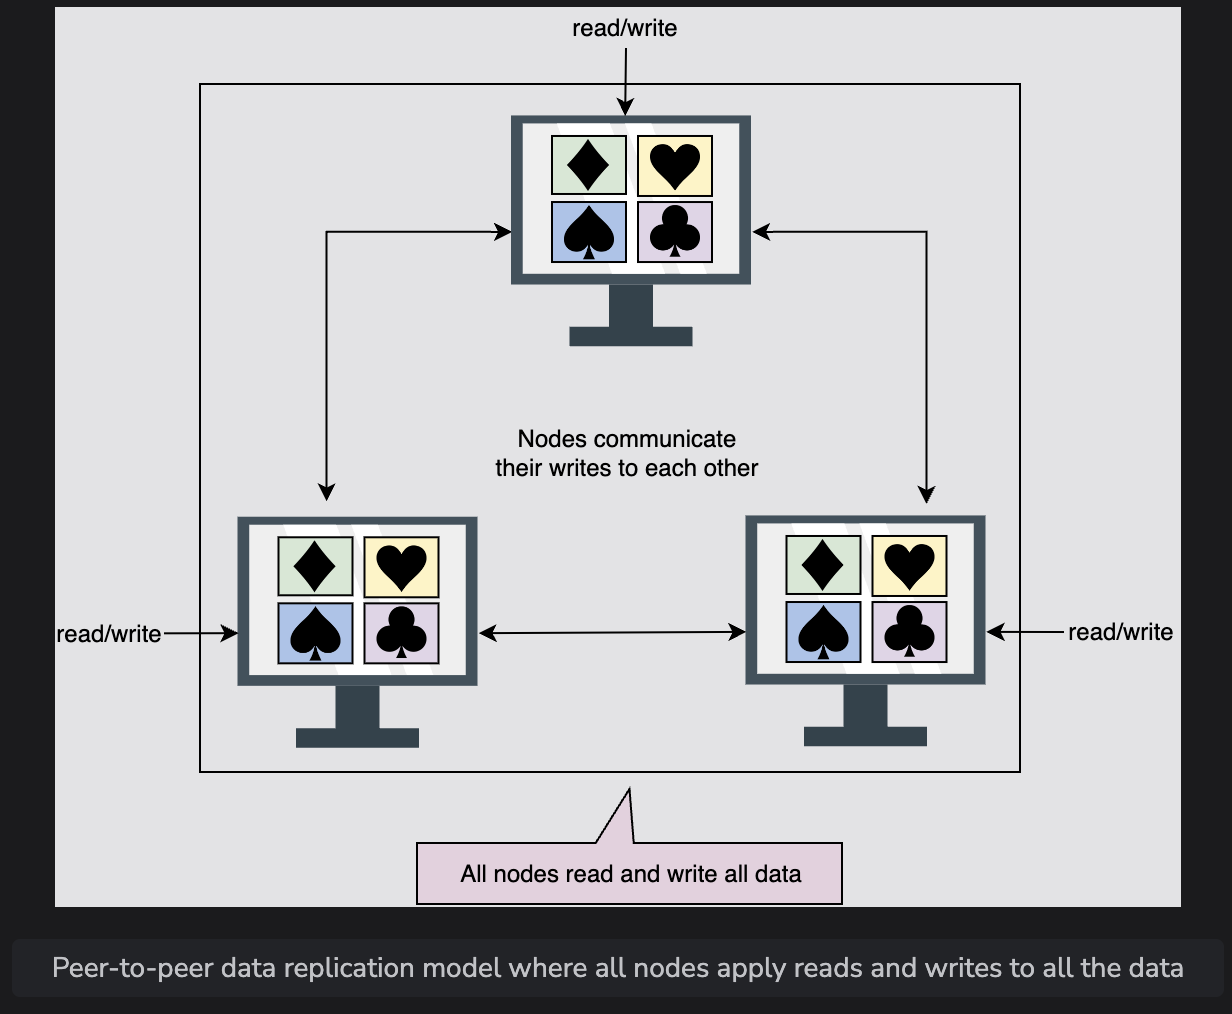 read/write
Nodes communicate
their writes to each other
read/write
read/write
All nodes read and write all data
Peer-to-peer data replication model where all nodes apply reads and writes to all the data